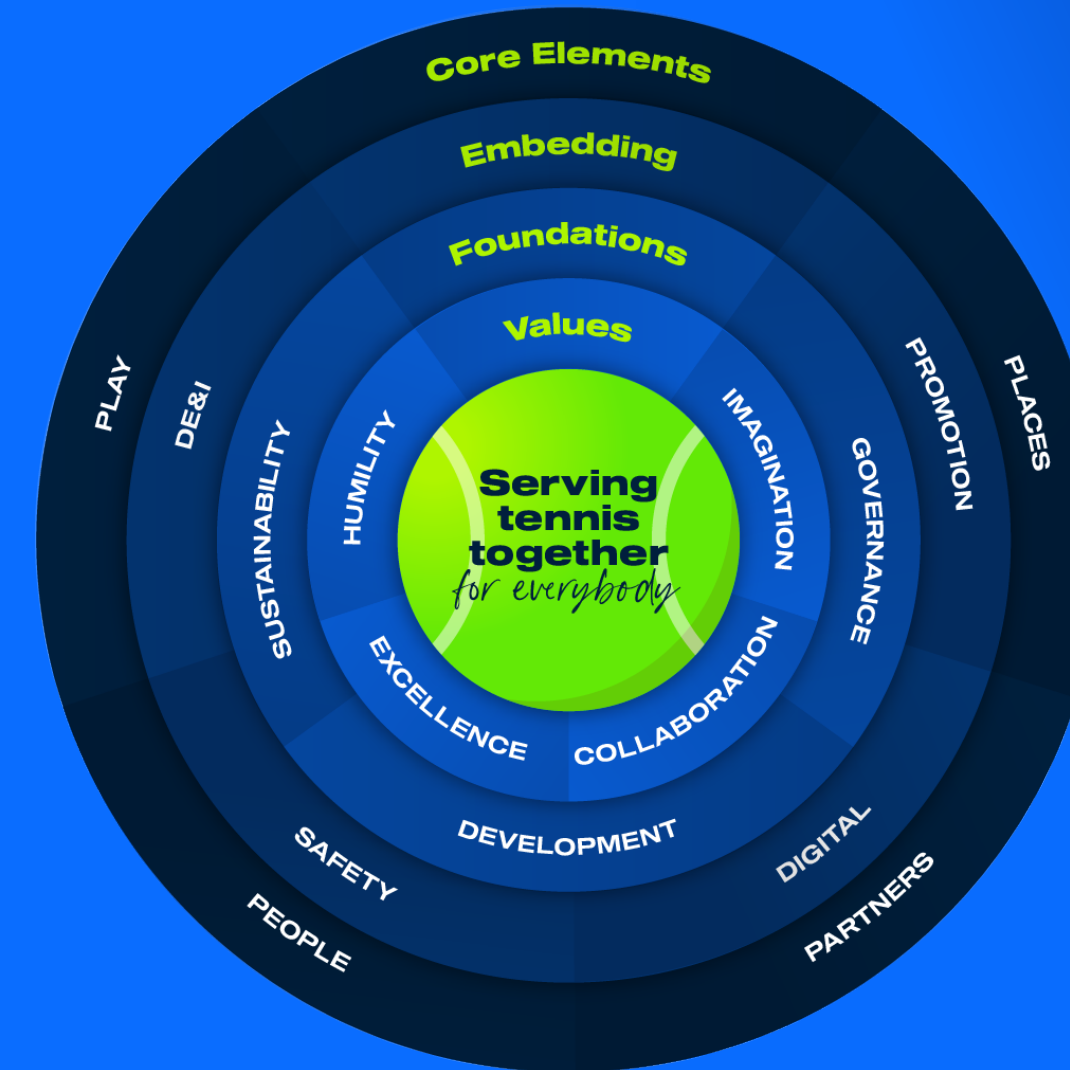 Core Elements
Embedding
Foundations
Values
Serving
tennis
together
for everybody
HUMILITY
IMAGINATION
EXCELLENCE
COLLABORATION
SUSTAINABILITY
GOVERNANCE
DEVELOPMENT
DE&I
PROMOTION
SAFETY
DIGITAL
PLAY
PLACES
PEOPLE
PARTNERS